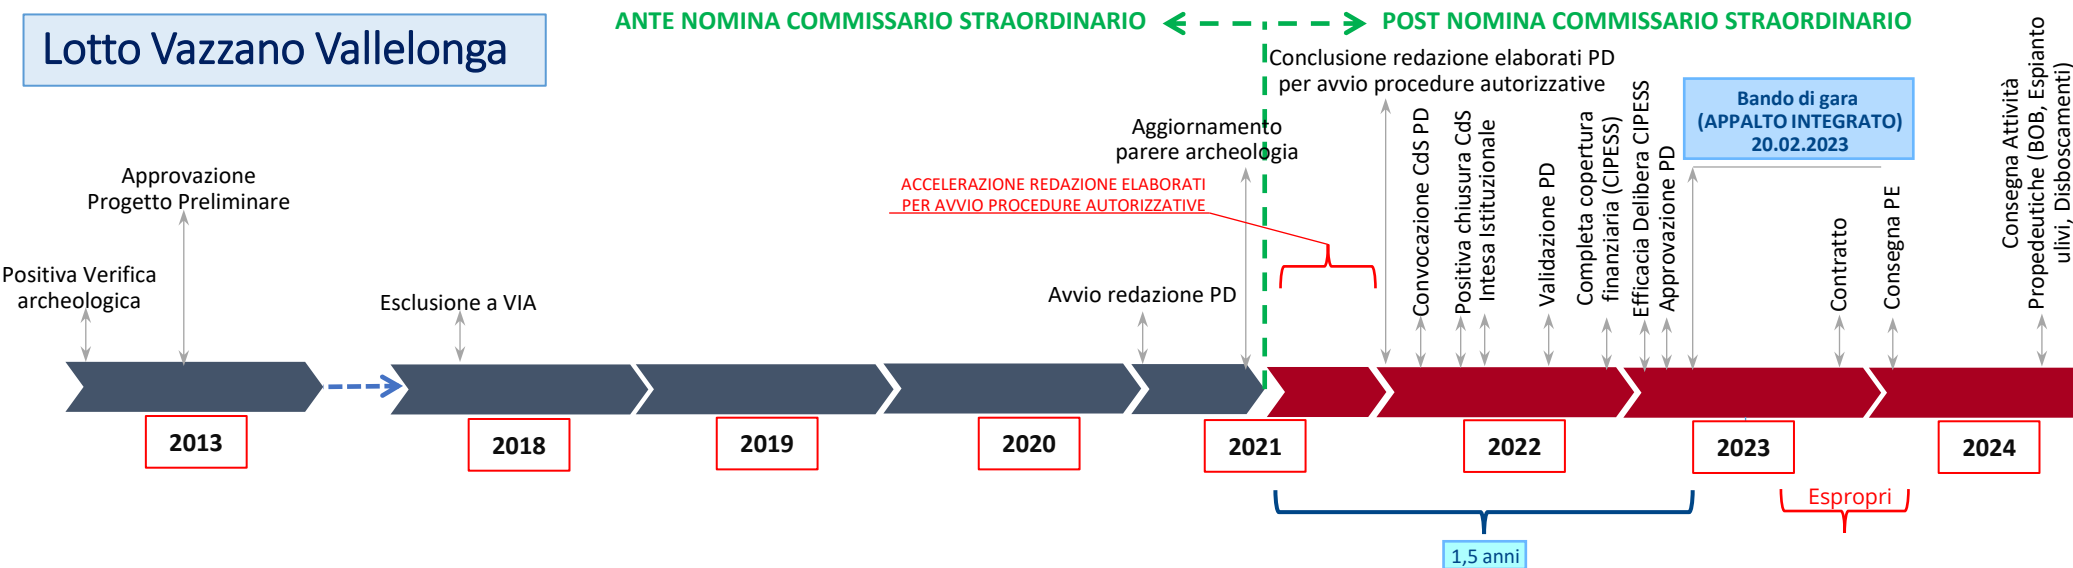 Lotto Vazzano Vallelonga
ANTE NOMINA COMMISSARIO STRAORDINARIO
POST NOMINA COMMISSARIO STRAORDINARIO
Positiva Verifica
archeologica
Approvazione
Progetto Preliminare
Esclusione a VIA
Avvio redazione PD
Aggiornamento
parere archeologia
ACCELERAZIONE REDAZIONE ELABORATI
PER AVVIO PROCEDURE AUTORIZZATIVE
Conclusione redazione elaborati PD
per avvio procedure autorizzative
Convocazione CdS PD
Positiva chiusura CdS
Intesa Istituzionale
Validazione PD
Completa copertura
finanziaria (CIPESS)
Efficacia Delibera CIPESS
Approvazione PD
Bando di gara
(APPALTO INTEGRATO)
20.02.2023
Contratto
Consegna PE
Consegna Attività
Propedeutiche (BOB, Espianto
ulivi, Disboscamenti)
2013
2018
2019
2020
2021
2022
2023
2024
Espropri
1,5 anni